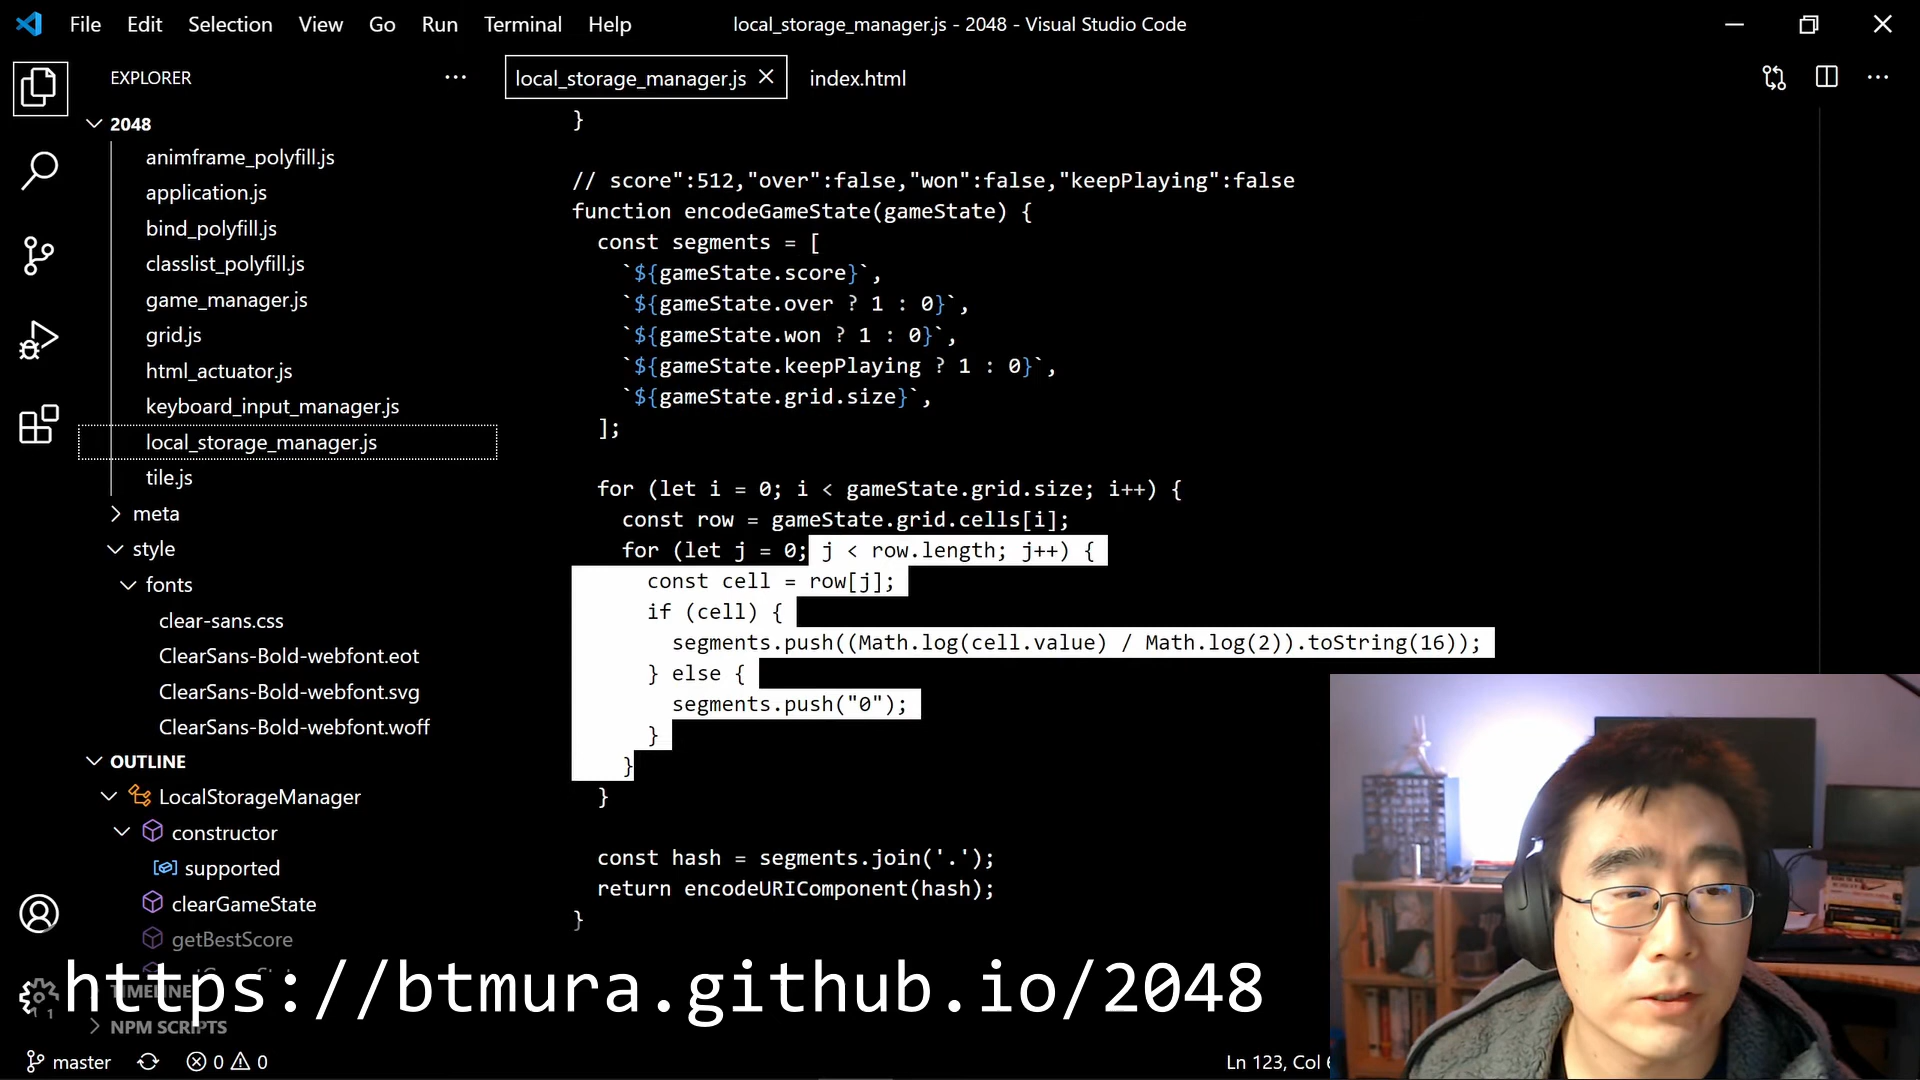 File Edit Selection View Go Run Terminal Help
local_storage_manager.js - 2048 - Visual Studio Code
EXPLORER
local_storage_manager.js
index.html
2048
animframe_polyfill.js
application.js
bind_polyfill.js
classlist_polyfill.js
game_manager.js
grid.js
html_actuator.js
keyboard_input_manager.js
local_storage_manager.js
tile.js
meta
style
fonts
clear-sans.css
ClearSans-Bold-webfont.eot
ClearSans-Bold-webfont.svg
ClearSans-Bold-webfont.woff
OUTLINE
LocalStorageManager
constructor
supported
clearGameState
getBestScore
TIMELINE
NPM SCRIPTS
}
// score":512,"over":false,"won":false,"keepPlaying":false
function encodeGameState(gameState) {
const segments = [
`${gameState.score}`,
`${gameState.over ? 1 : 0}`,
`${gameState.won ? 1 : 0}`,
`${gameState.keepPlaying ? 1 : 0}`,
`${gameState.grid.size}`,
];
for (let i = 0; i < gameState.grid.size; i++) {
const row = gameState.grid.cells[i];
for (let j = 0; j < row.length; j++) {
const cell = row[j];
if (cell) {
segments.push((Math.log(cell.value) / Math.log(2)).toString(16));
} else {
segments.push("0");
}
}
}
const hash = segments.join('.');
return encodeURIComponent(hash);
}
https://btmura.github.io/2048
1
master
0
0
Ln 123, Col